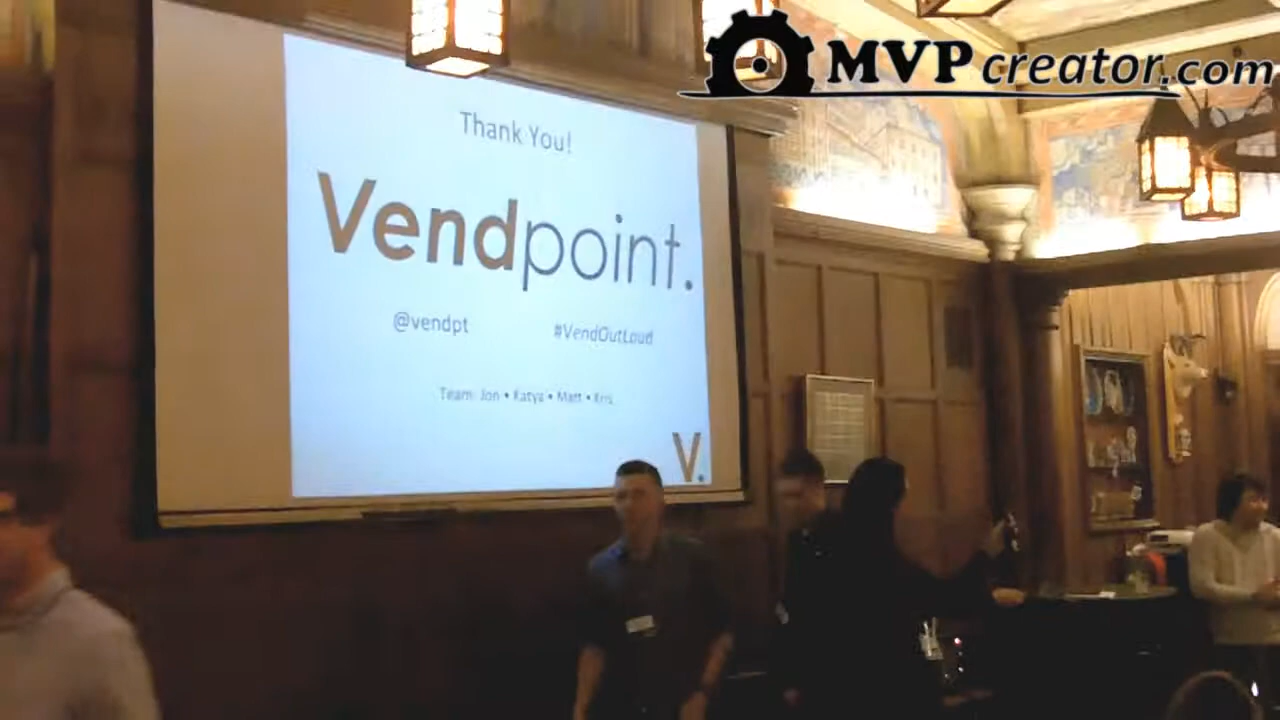 MVPcreator.com
Thank You!
Vendpoint.
@vendpt #VendOutLoud
Team: Jon • Katya • Matt • Kris
V.